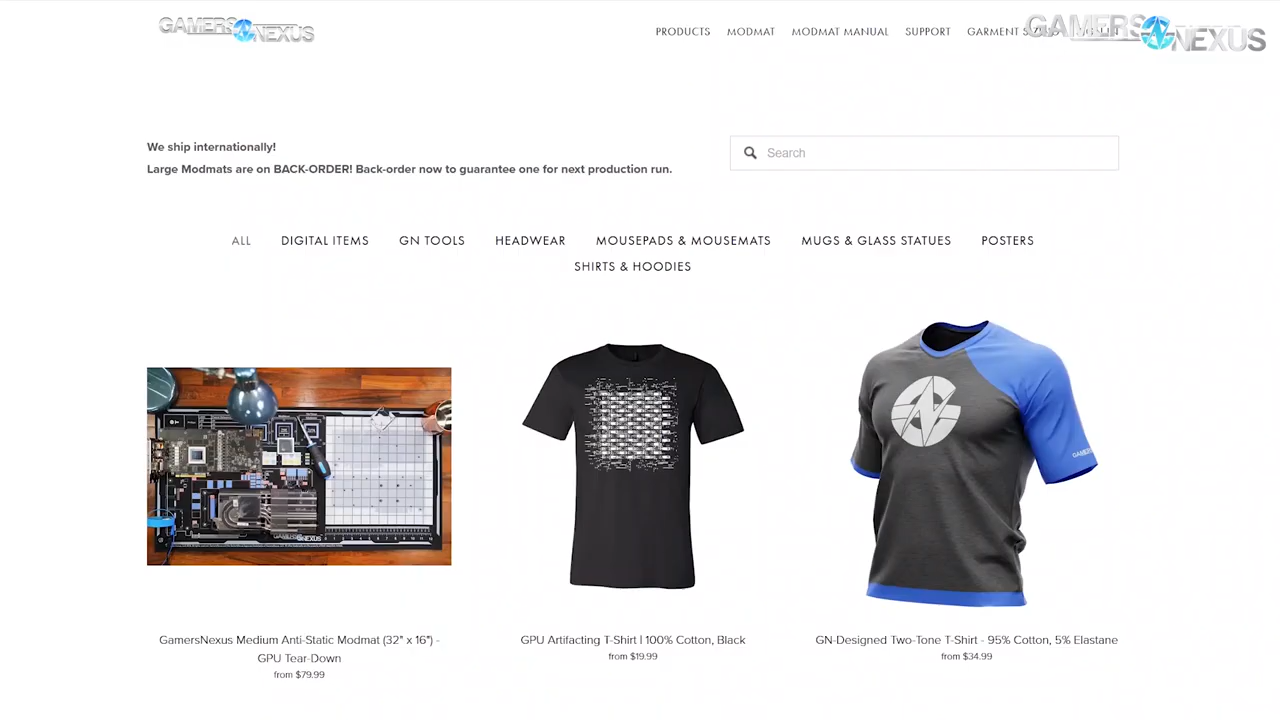 GAMERS NEXUS
PRODUCTS MODMAT MODMAT MANUAL SUPPORT GARMENT
GAMERS NEXUS
We ship internationally!
Large Modmats are on BACK-ORDER! Back-order now to guarantee one for next production run.
Search
ALL DIGITAL ITEMS GN TOOLS HEADWEAR MOUSEPADS & MOUSEMATS MUGS & GLASS STATUES POSTERS
SHIRTS & HOODIES
GamersNexus Medium Anti-Static Modmat (32" x 16") -
GPU Tear-Down
from $79.99
GPU Artifacting T-Shirt | 100% Cotton, Black
from $19.99
GN-Designed Two-Tone T-Shirt - 95% Cotton, 5% Elastane
from $34.99